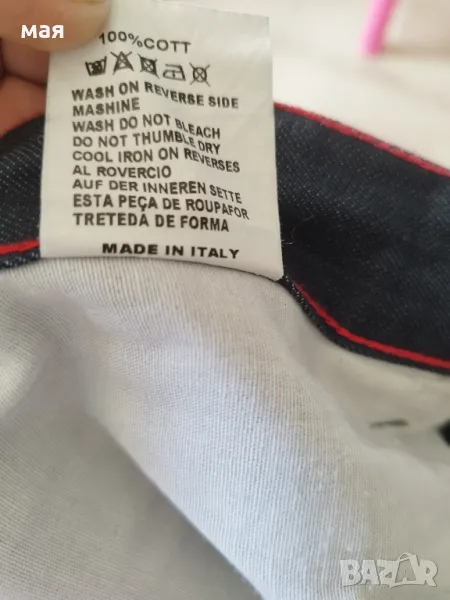 мая
100%COTT
WASH ON REVERSE SIDE
MASHINE
WASH DO NOT BLEACH
DO NOT THUMBLE DRY
COOL IRON ON REVERSES
AL ROVERCIO
AUF DER INNEREN SETTE
ESTA PEÇA DE ROUPAFOR
TRETEDA DE FORMA
MADE IN ITALY
BAZAR